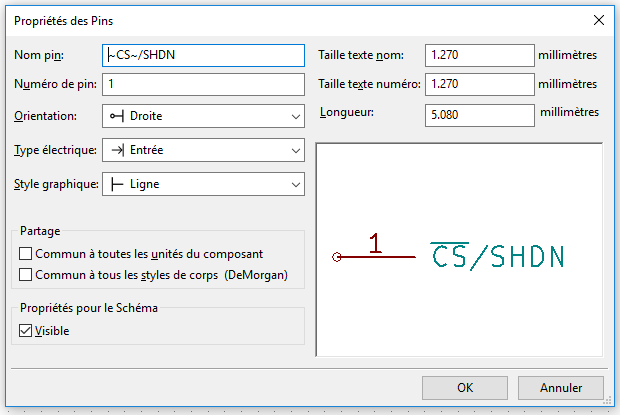 Propriétés des Pins
Nom pin: ~CS~/SHDN
Numéro de pin: 1
Orientation: Droite
Type électrique: Entrée
Style graphique: Ligne
Taille texte nom: 1.270 millimètres
Taille texte numéro: 1.270 millimètres
Longueur: 5.080 millimètres
Partage
Commun à toutes les unités du composant
Commun à tous les styles de corps (DeMorgan)
Propriétés pour le Schéma
Visible
1
C̅S̅/SHDN
OK Annuler